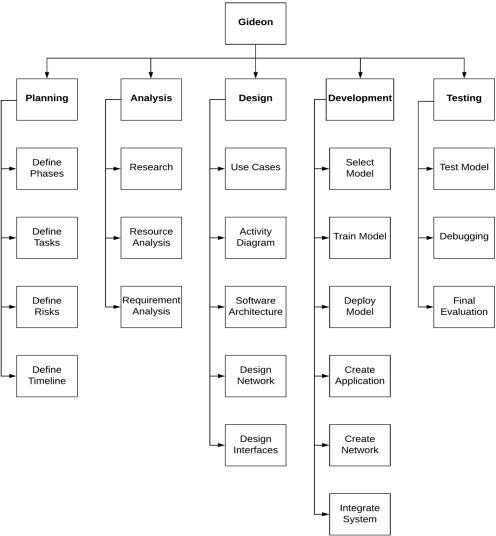 Gideon
Planning
Analysis
Design
Development
Testing
Define
Phases
Research
Use Cases
Select
Model
Test Model
Define
Tasks
Resource
Analysis
Activity
Diagram
Train Model
Debugging
Define
Risks
Requirement
Analysis
Software
Architecture
Deploy
Model
Final
Evaluation
Define
Timeline
Design
Network
Create
Application
Design
Interfaces
Create
Network
Integrate
System